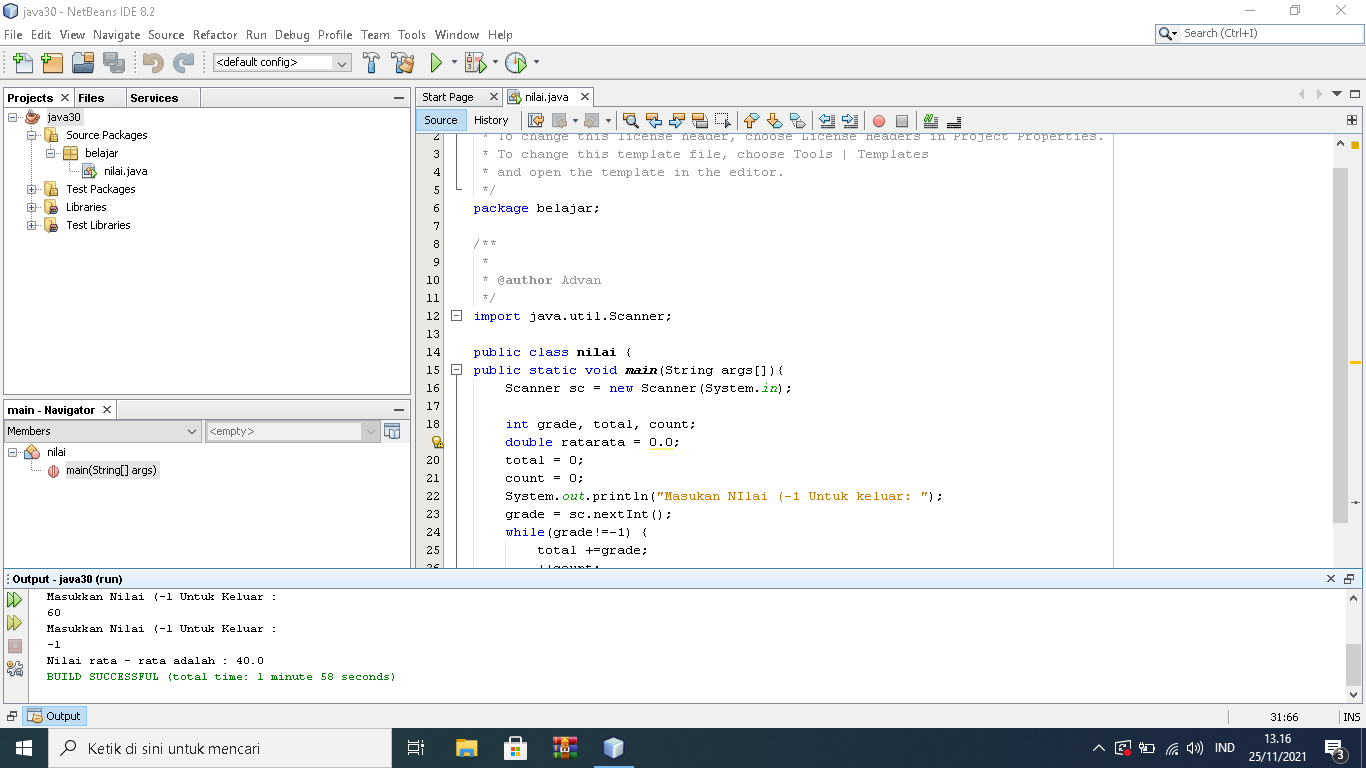 java30 - NetBeans IDE 8.2
File Edit View Navigate Source Refactor Run Debug Profile Team Tools Window Help
Search (Ctrl+I)
<default config>
Projects Files Services
java30
Source Packages
belajar
nilai.java
Test Packages
Libraries
Test Libraries
main - Navigator
Members <empty>
nilai
main(String[] args)
Start Page nilai.java
Source History
2 * To change this license header, choose License Headers in Project Properties.
3 * To change this template file, choose Tools | Templates
4 * and open the template in the editor.
5 */
6 package belajar;
7
8 /**
9 *
10 * @author Advan
11 */
12 import java.util.Scanner;
13
14 public class nilai {
15 public static void main(String args[]){
16 Scanner sc = new Scanner(System.in);
17
18 int grade, total, count;
double ratarata = 0.0;
20 total = 0;
21 count = 0;
22 System.out.println("Masukan NIlai (-1 Untuk keluar: ");
23 grade = sc.nextInt();
24 while(grade!=-1) {
25 total +=grade;
26 ++count;
Output - java30 (run)
Masukkan Nilai (-1 Untuk Keluar :
60
Masukkan Nilai (-1 Untuk Keluar :
-1
Nilai rata - rata adalah : 40.0
BUILD SUCCESSFUL (total time: 1 minute 58 seconds)
Output
31:66 INS
Ketik di sini untuk mencari
IND
13.16
25/11/2021
3